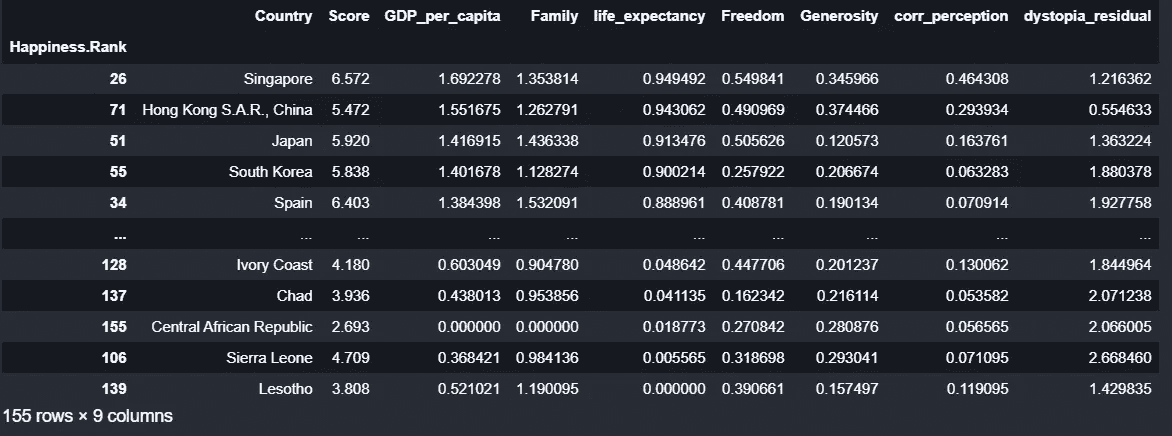 Country Score GDP_per_capita Family life_expectancy Freedom Generosity corr_perception dystopia_residual
Happiness.Rank
26 Singapore 6.572 1.692278 1.353814 0.949492 0.549841 0.345966 0.464308 1.216362
71 Hong Kong S.A.R., China 5.472 1.551675 1.262791 0.943062 0.490969 0.374466 0.293934 0.554633
51 Japan 5.920 1.416915 1.436338 0.913476 0.505626 0.120573 0.163761 1.363224
55 South Korea 5.838 1.401678 1.128274 0.900214 0.257922 0.206674 0.063283 1.880378
34 Spain 6.403 1.384398 1.532091 0.888961 0.408781 0.190134 0.070914 1.927758
... ... ... ... ... ... ... ... ... ...
128 Ivory Coast 4.180 0.603049 0.904780 0.048642 0.447706 0.201237 0.130062 1.844964
137 Chad 3.936 0.438013 0.953856 0.041135 0.162342 0.216114 0.053582 2.071238
155 Central African Republic 2.693 0.000000 0.000000 0.018773 0.270842 0.280876 0.056565 2.066005
106 Sierra Leone 4.709 0.368421 0.984136 0.005565 0.318698 0.293041 0.071095 2.668460
139 Lesotho 3.808 0.521021 1.190095 0.000000 0.390661 0.157497 0.119095 1.429835
155 rows × 9 columns